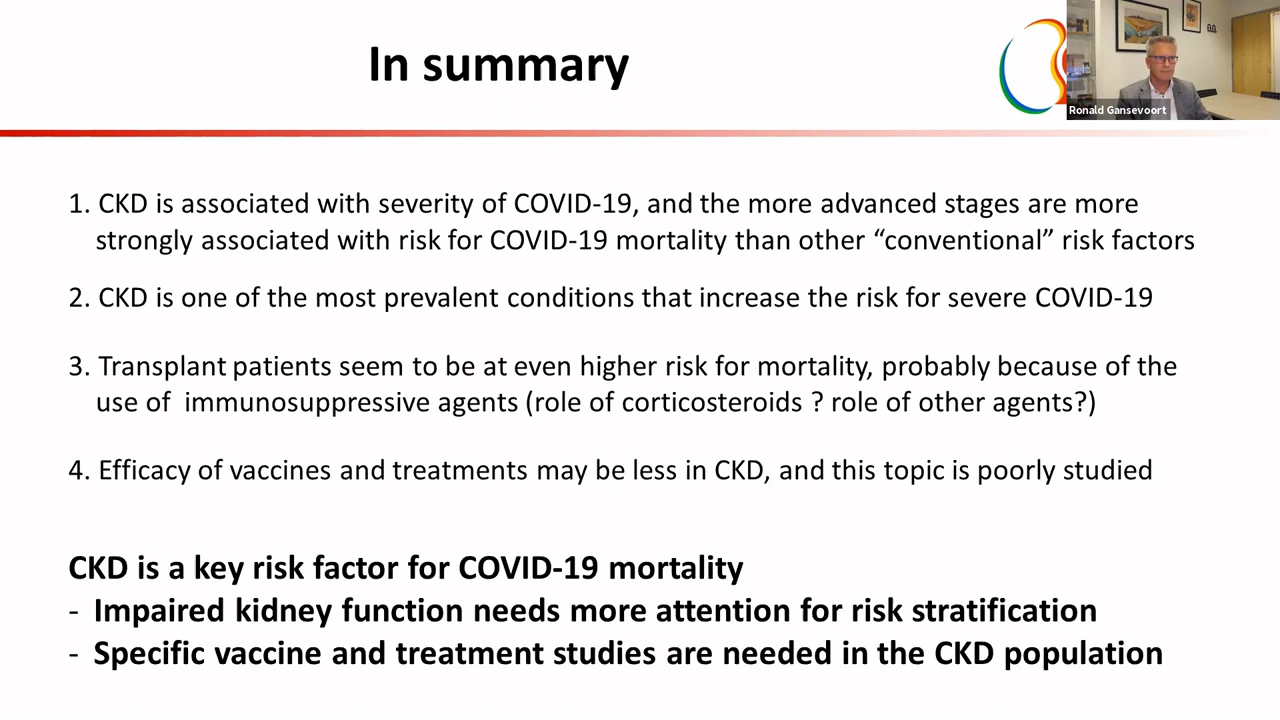 In summary
Ronald Gansevoort
1. CKD is associated with severity of COVID-19, and the more advanced stages are more
strongly associated with risk for COVID-19 mortality than other “conventional” risk factors
2. CKD is one of the most prevalent conditions that increase the risk for severe COVID-19
3. Transplant patients seem to be at even higher risk for mortality, probably because of the
use of immunosuppressive agents (role of corticosteroids ? role of other agents?)
4. Efficacy of vaccines and treatments may be less in CKD, and this topic is poorly studied
CKD is a key risk factor for COVID-19 mortality
- Impaired kidney function needs more attention for risk stratification
- Specific vaccine and treatment studies are needed in the CKD population